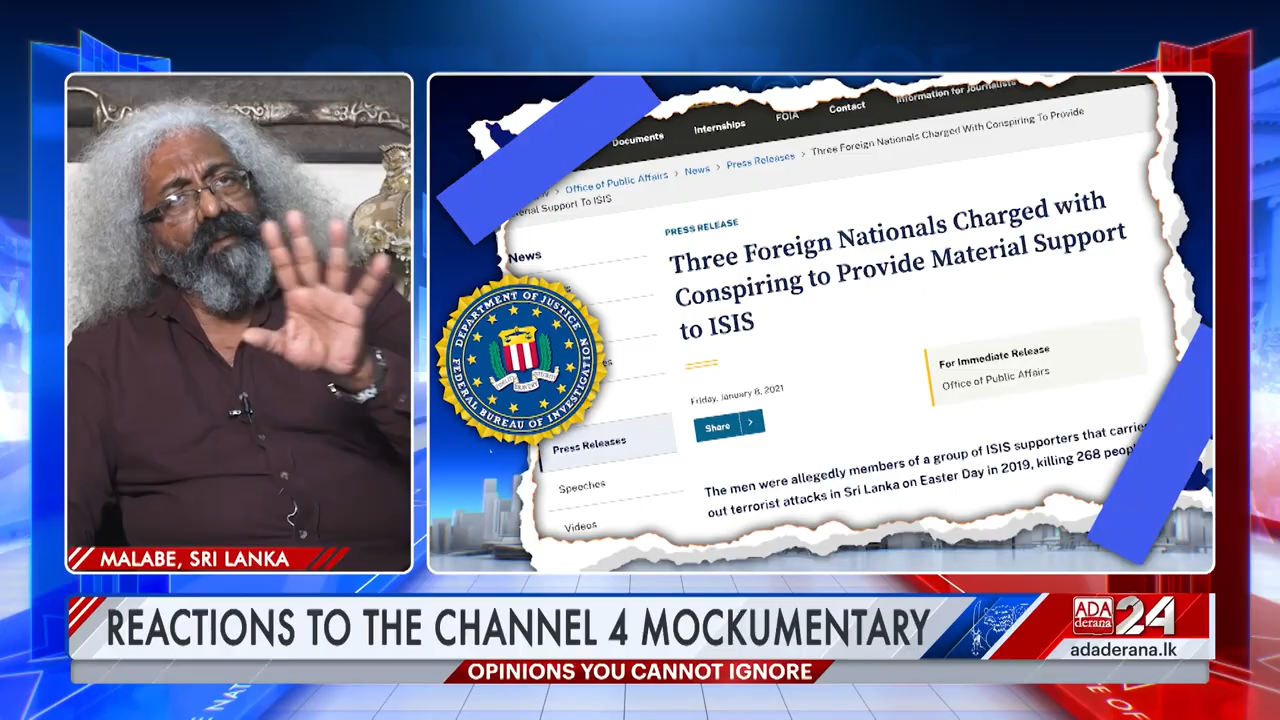 Documents
Internships
FOIA
Contact
Information for Journalists
Office of Public Affairs > News > Press Releases > Three Foreign Nationals Charged With Conspiring To Provide
Support To ISIS
News
PRESS RELEASE
Three Foreign Nationals Charged with
Conspiring to Provide Material Support
to ISIS
For Immediate Release
Office of Public Affairs
Friday, January 8, 2021
Share >
Press Releases
Speeches
Videos
The men were allegedly members of a group of ISIS supporters that
out terrorist attacks in Sri Lanka on Easter Day in 2019, killing 268
DEPARTMENT OF JUSTICE
FEDERAL BUREAU OF INVESTIGATION
MALABE, SRI LANKA
REACTIONS TO THE CHANNEL 4 MOCKUMENTARY
ADA
derana
24
adaderana.lk
OPINIONS YOU CANNOT IGNORE